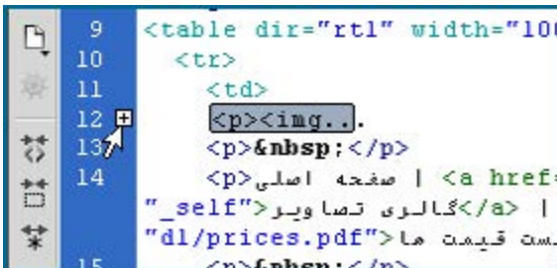 9 <table dir="rtl" width="100
10 <tr>
11 <td>
12 <p><img...
13 <p>&nbsp;</p>
14 <p>صفحه اصلی | <a href=
"_self">گالری تصاویر</a> |
"dl/prices.pdf">لیست قیمت ها
15 <p>&nbsp;</p>